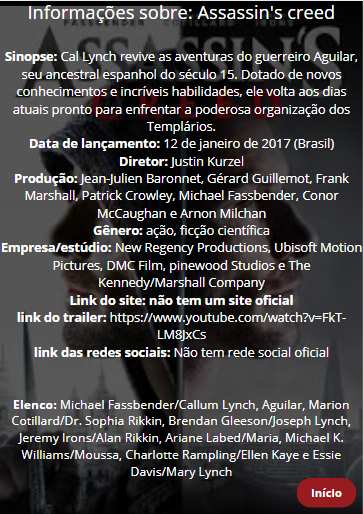 Informações sobre: Assassin's creed
FASSBENDER COTILLARD IRONS
ASSASSIN'S
Sinopse: Cal Lynch revive as aventuras do guerreiro Aguilar,
seu ancestral espanhol do século 15. Dotado de novos
conhecimentos e incríveis habilidades, ele volta aos dias
atuais pronto para enfrentar a poderosa organização dos
Templários.
Data de lançamento: 12 de janeiro de 2017 (Brasil)
Diretor: Justin Kurzel
Produção: Jean-Julien Baronnet, Gérard Guillemot, Frank
Marshall, Patrick Crowley, Michael Fassbender, Conor
McCaughan e Arnon Milchan
Gênero: ação, ficção científica
Empresa/estúdio: New Regency Productions, Ubisoft Motion
Pictures, DMC Film, pinewood Studios e The
Kennedy/Marshall Company
Link do site: não tem um site oficial
link do trailer: https://www.youtube.com/watch?v=FkT-
LM8JxCs
link das redes sociais: Não tem rede social oficial
Elenco: Michael Fassbender/Callum Lynch, Aguilar, Marion
Cotillard/Dr. Sophia Rikkin, Brendan Gleeson/Joseph Lynch,
Jeremy Irons/Alan Rikkin, Ariane Labed/Maria, Michael K.
Williams/Moussa, Charlotte Rampling/Ellen Kaye e Essie
Davis/Mary Lynch
Início